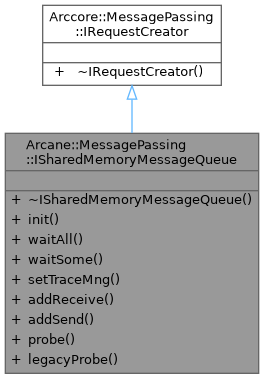 Arccore::MessagePassing
::IRequestCreator
+ ~IRequestCreator()
Arcane::MessagePassing
::ISharedMemoryMessageQueue
+ ~ISharedMemoryMessageQueue()
+ init()
+ waitAll()
+ waitSome()
+ setTraceMng()
+ addReceive()
+ addSend()
+ probe()
+ legacyProbe()